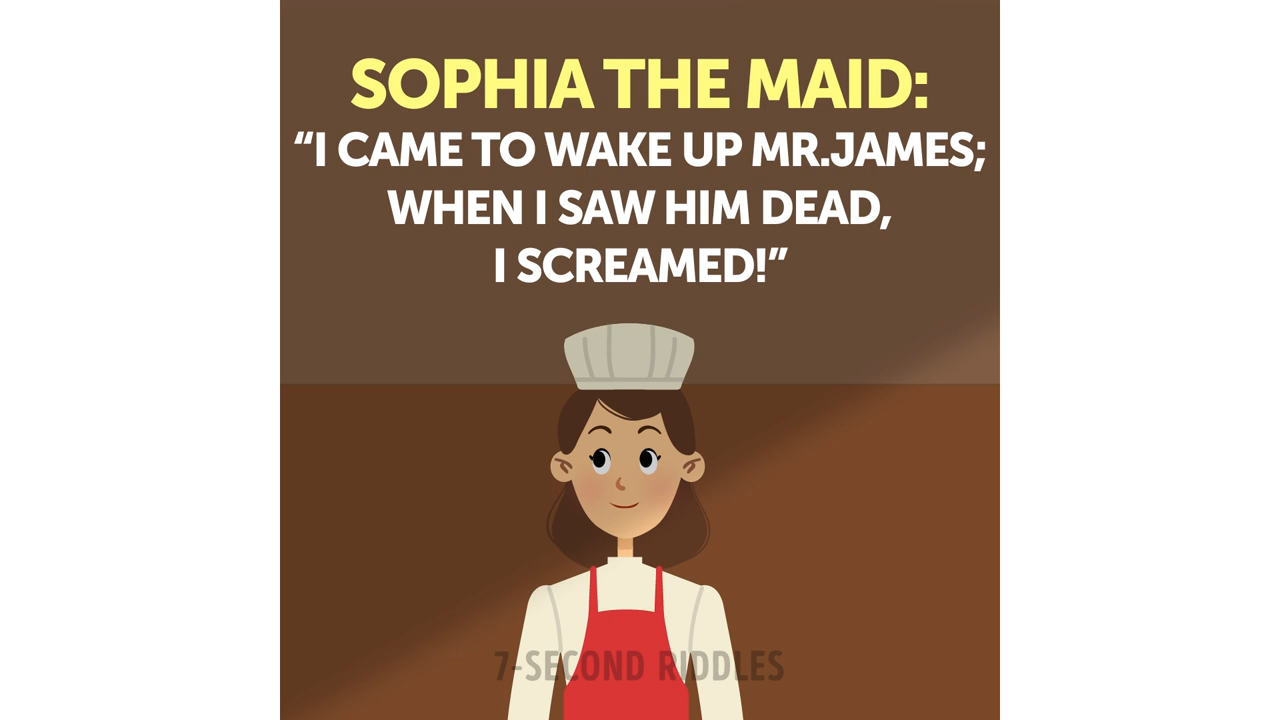 SOPHIA THE MAID:
“I CAME TO WAKE UP MR.JAMES;
WHEN I SAW HIM DEAD,
I SCREAMED!”
7-SECOND RIDDLES